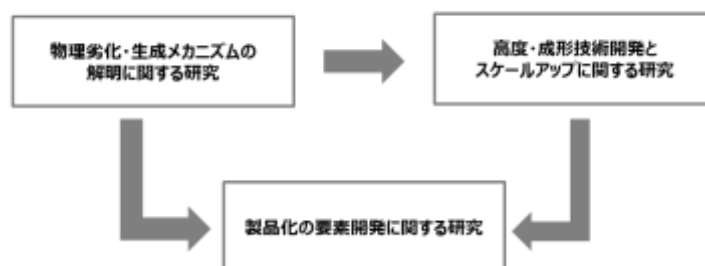 物理劣化・生成メカニズムの
解明に関する研究
高度・成形技術開発と
スケールアップに関する研究
製品化の要素開発に関する研究